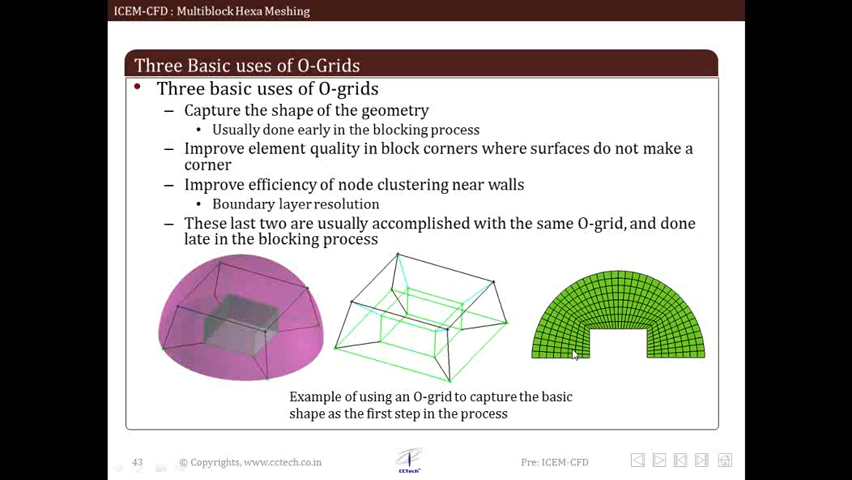 ICEM-CFD : Multiblock Hexa Meshing
Three Basic uses of O-Grids
• Three basic uses of O-grids
– Capture the shape of the geometry
• Usually done early in the blocking process
– Improve element quality in block corners where surfaces do not make a
corner
– Improve efficiency of node clustering near walls
• Boundary layer resolution
– These last two are usually accomplished with the same O-grid, and done
late in the blocking process
Example of using an O-grid to capture the basic
shape as the first step in the process
43
© Copyrights, www.cctech.co.in
CCTech
Pre: ICEM-CFD